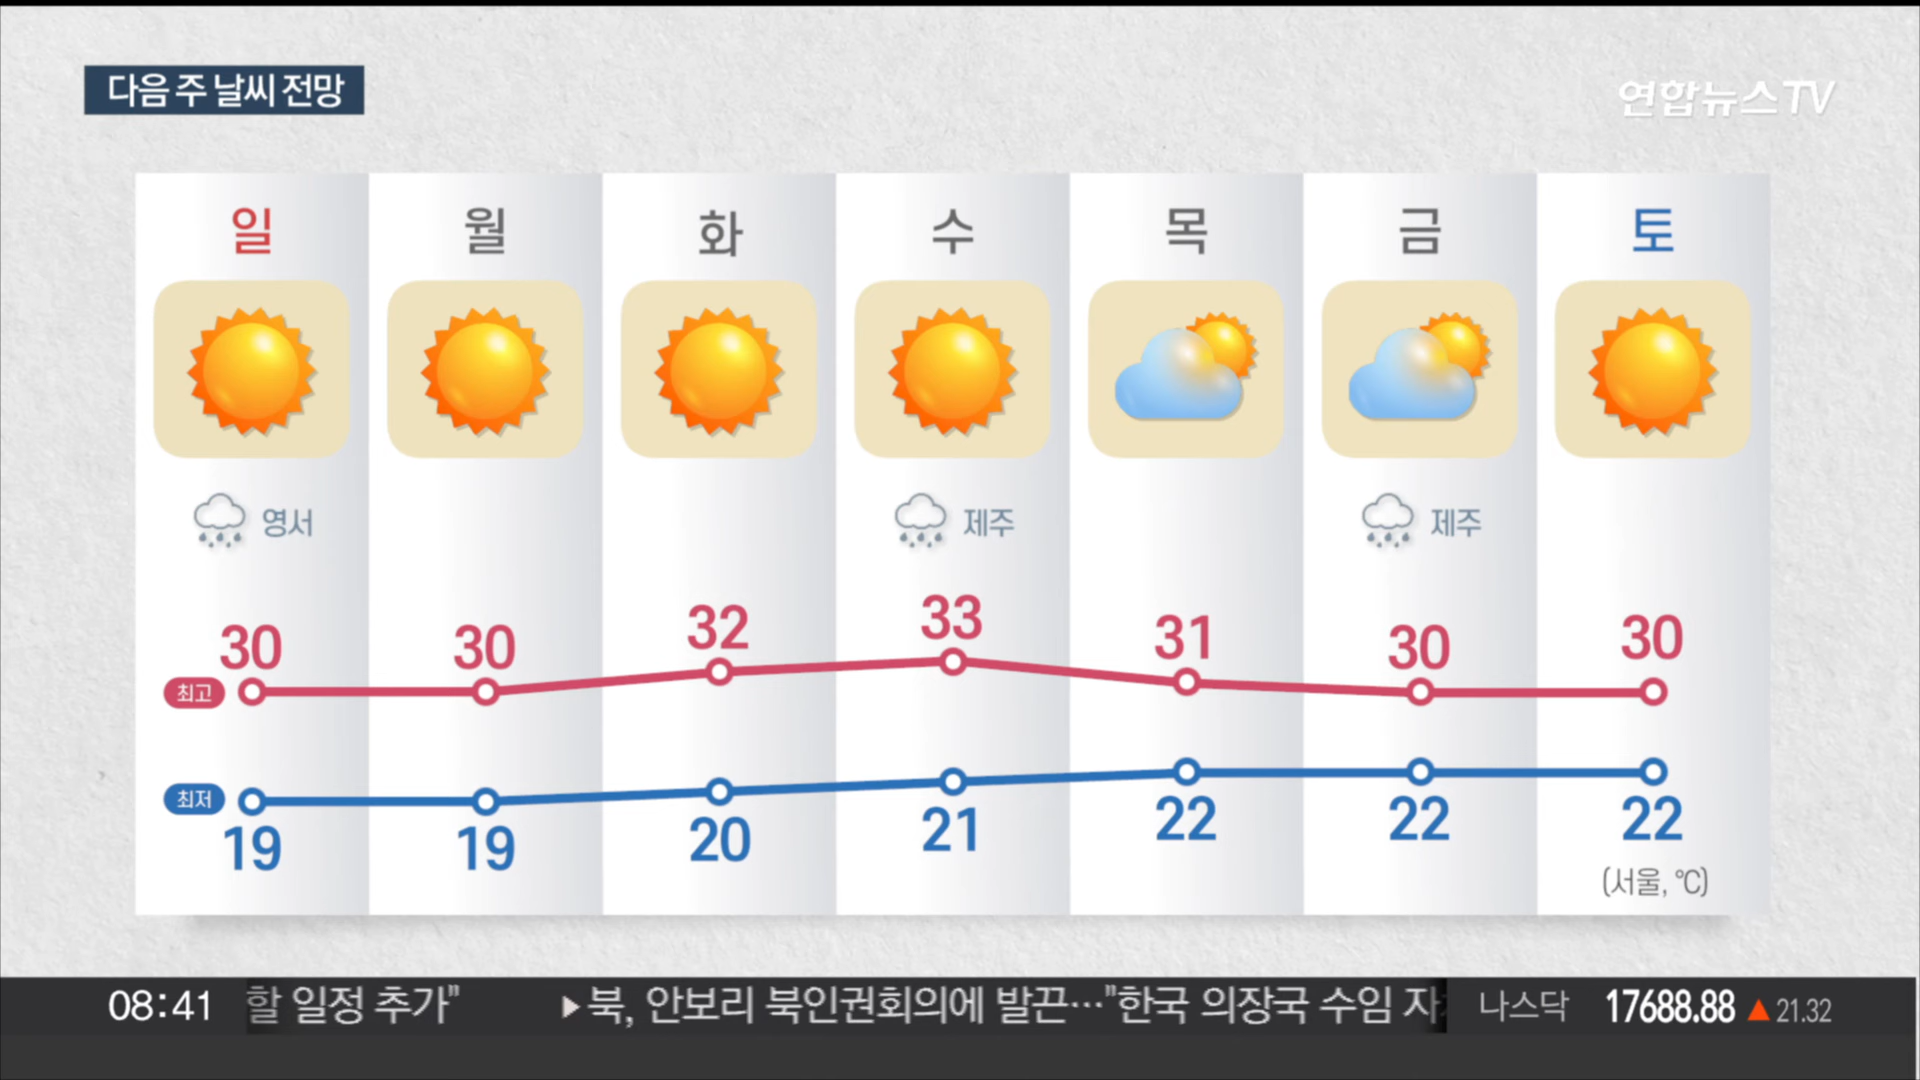 다음 주 날씨 전망
연합뉴스TV
일 월 화 수 목 금 토
영서 제주 제주
30 30 32 33 31 30 30
최고
최저
19 19 20 21 22 22 22
(서울, ℃)
08:41 할 일정 추가” ▶북, 안보리 북인권회의에 발끈…"한국 의장국 수임 나스닥 17688.88 ▲21.32